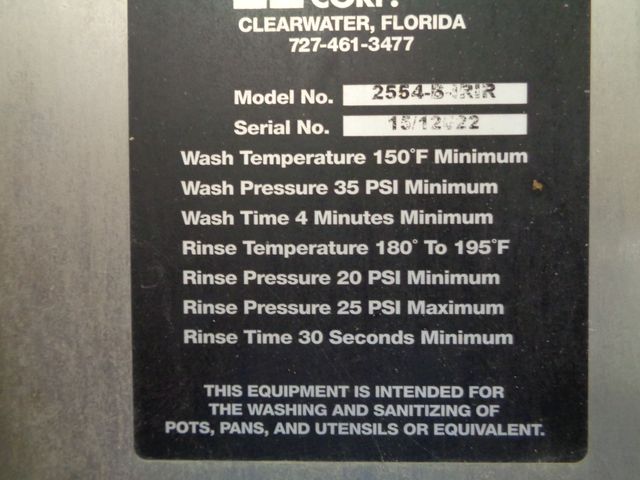 CORP.
CLEARWATER, FLORIDA
727-461-3477
Model No. 2554-B-IRIR
Serial No.
Wash Temperature 150°F Minimum
Wash Pressure 35 PSI Minimum
Wash Time 4 Minutes Minimum
Rinse Temperature 180° To 195°F
Rinse Pressure 20 PSI Minimum
Rinse Pressure 25 PSI Maximum
Rinse Time 30 Seconds Minimum
THIS EQUIPMENT IS INTENDED FOR
THE WASHING AND SANITIZING OF
POTS, PANS, AND UTENSILS OR EQUIVALENT.